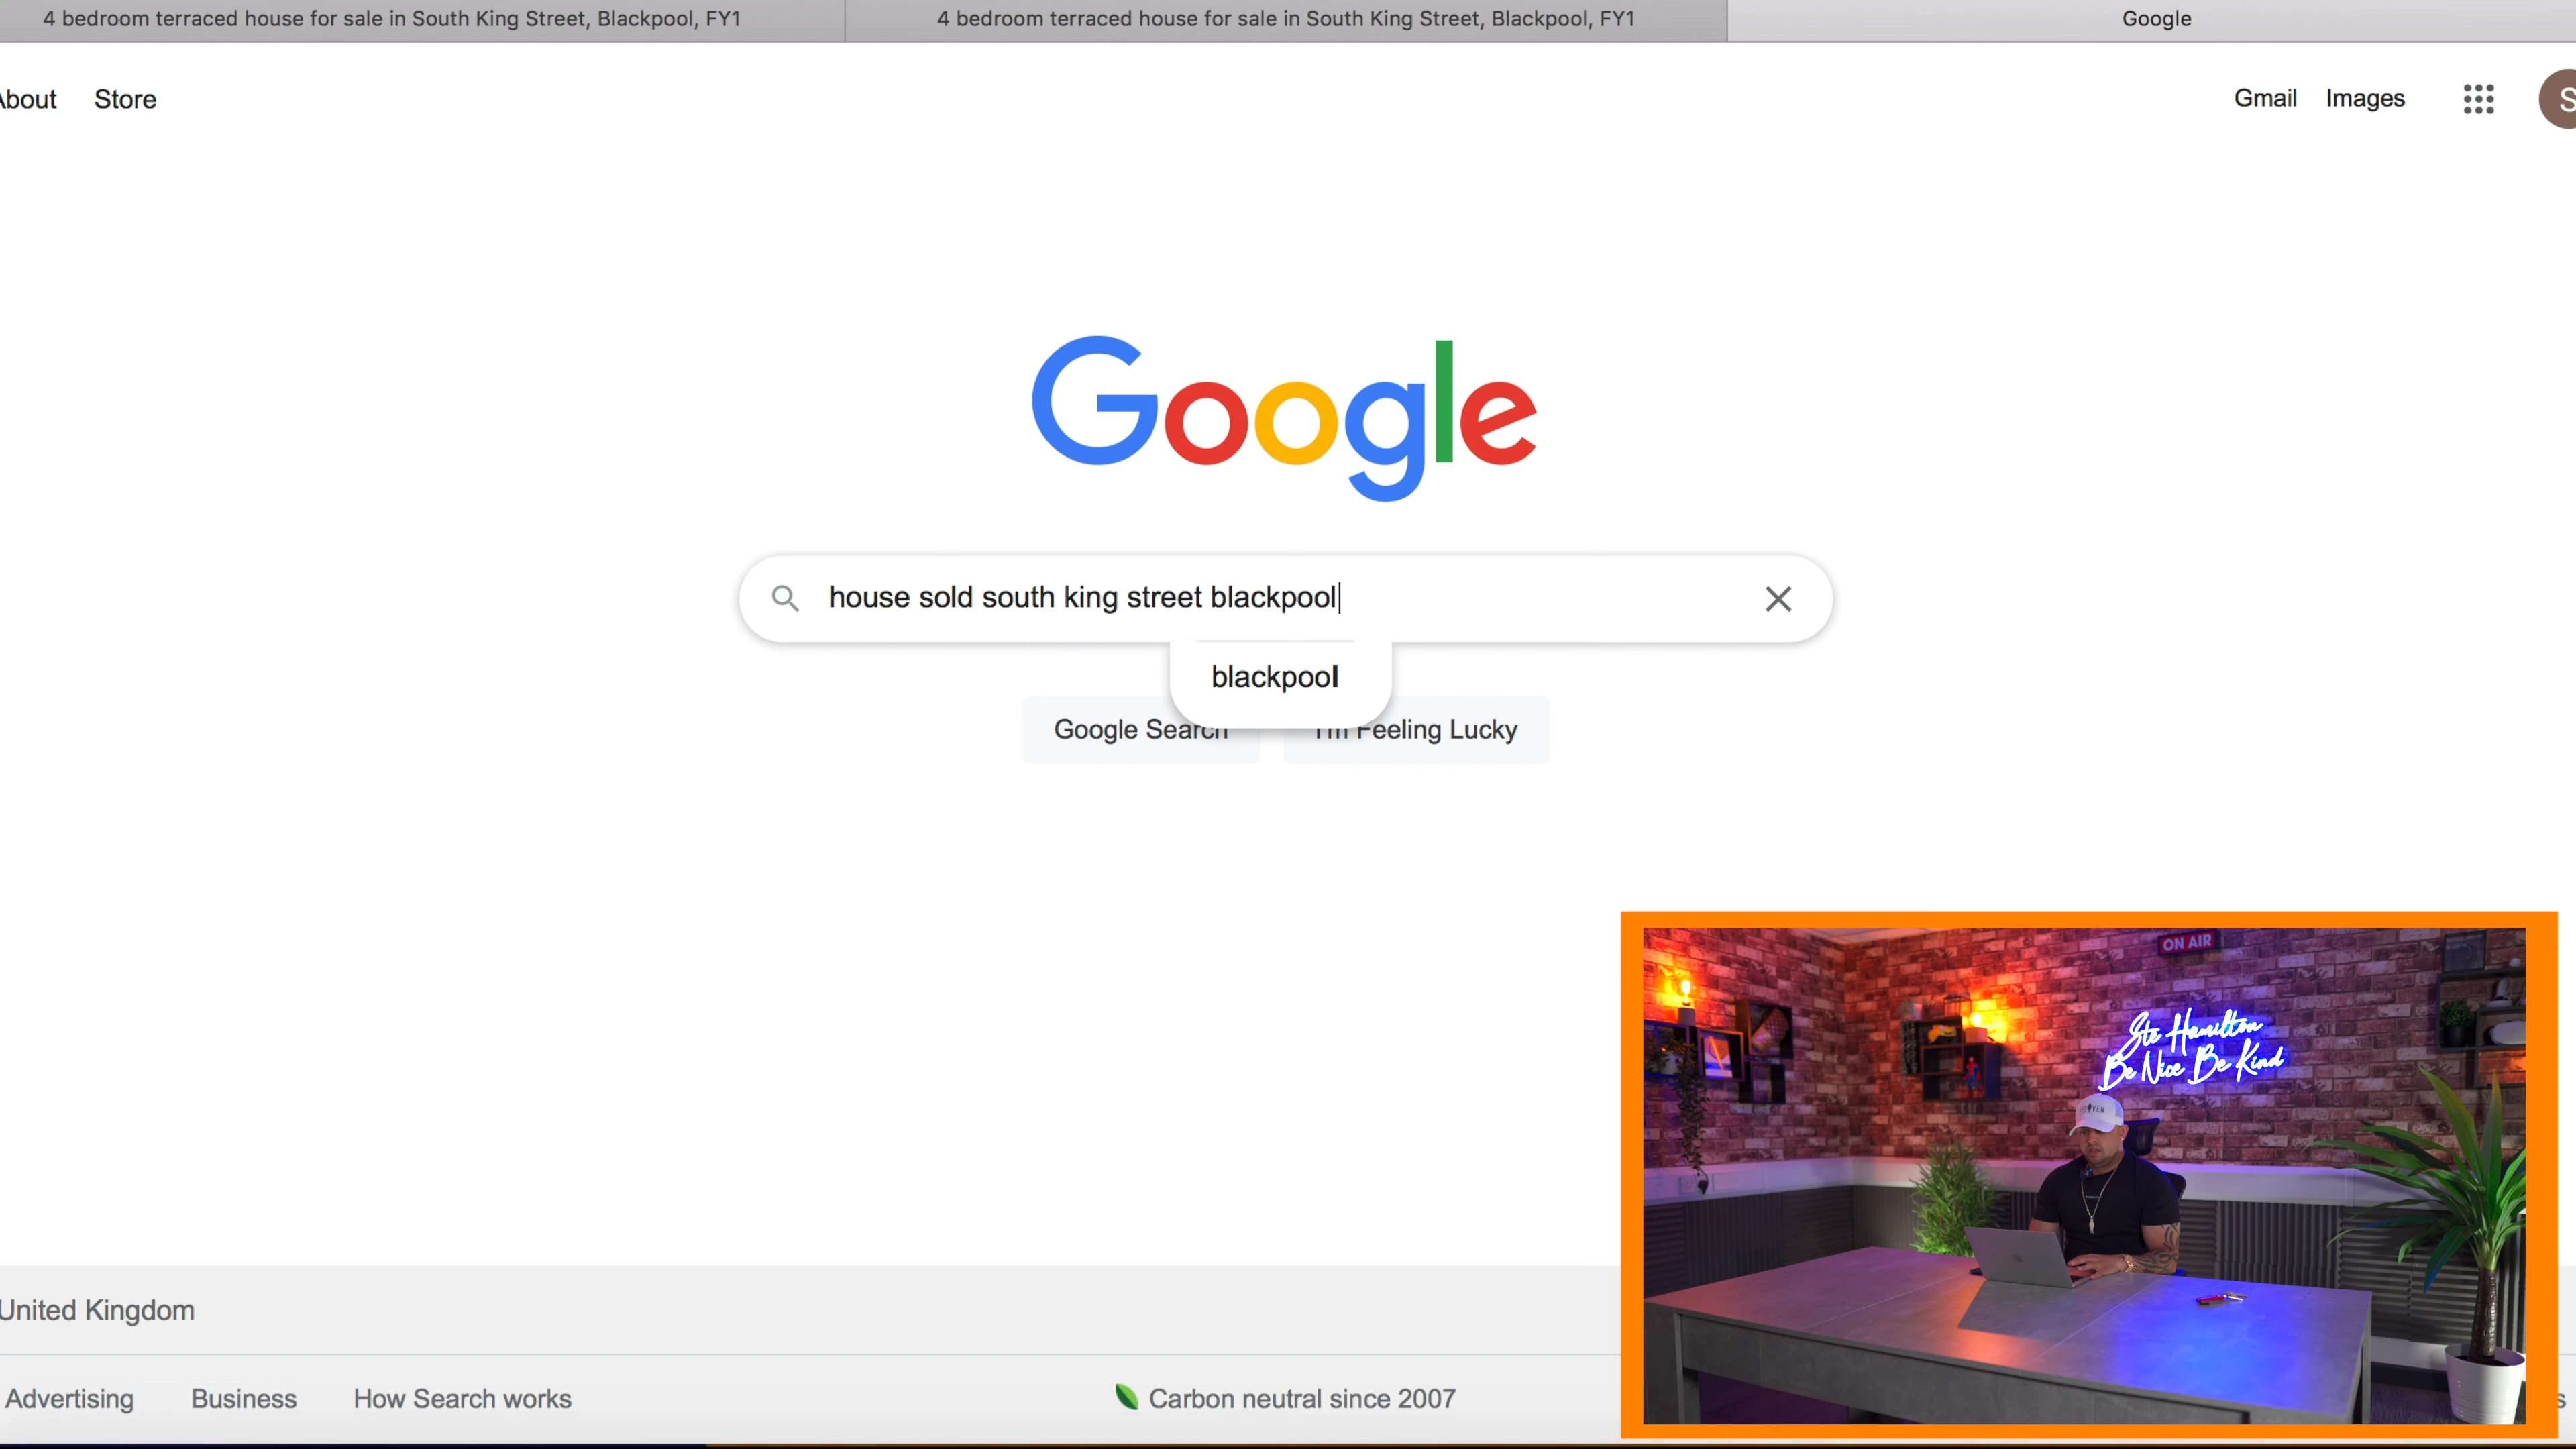 4 bedroom terraced house for sale in South King Street, Blackpool, FY1
4 bedroom terraced house for sale in South King Street, Blackpool, FY1
Google
About
Store
Gmail
Images
S
Google
house sold south king street blackpool
blackpool
Google Search
I'm Feeling Lucky
ON AIR
Ste Hamilton
Be Nice Be Kind
United Kingdom
Advertising
Business
How Search works
Carbon neutral since 2007